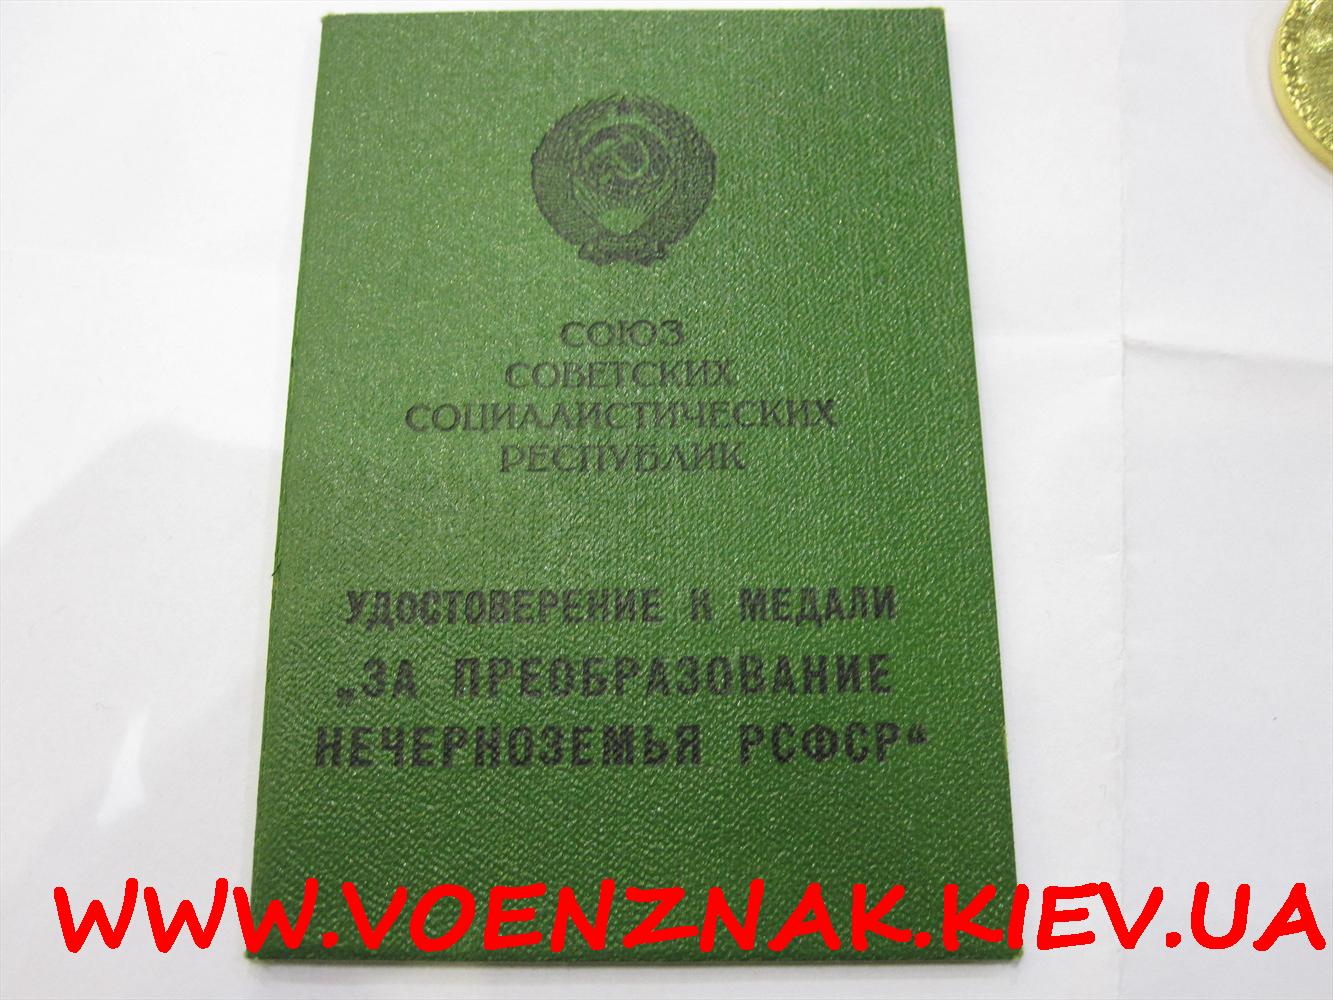 СОЮЗ
СОВЕТСКИХ
СОЦИАЛИСТИЧЕСКИХ
РЕСПУБЛИК
УДОСТОВЕРЕНИЕ К МЕДАЛИ
„ЗА ПРЕОБРАЗОВАНИЕ
НЕЧЕРНОЗЕМЬЯ РСФСР“
WWW.VOENZNAK.KIEV.UA